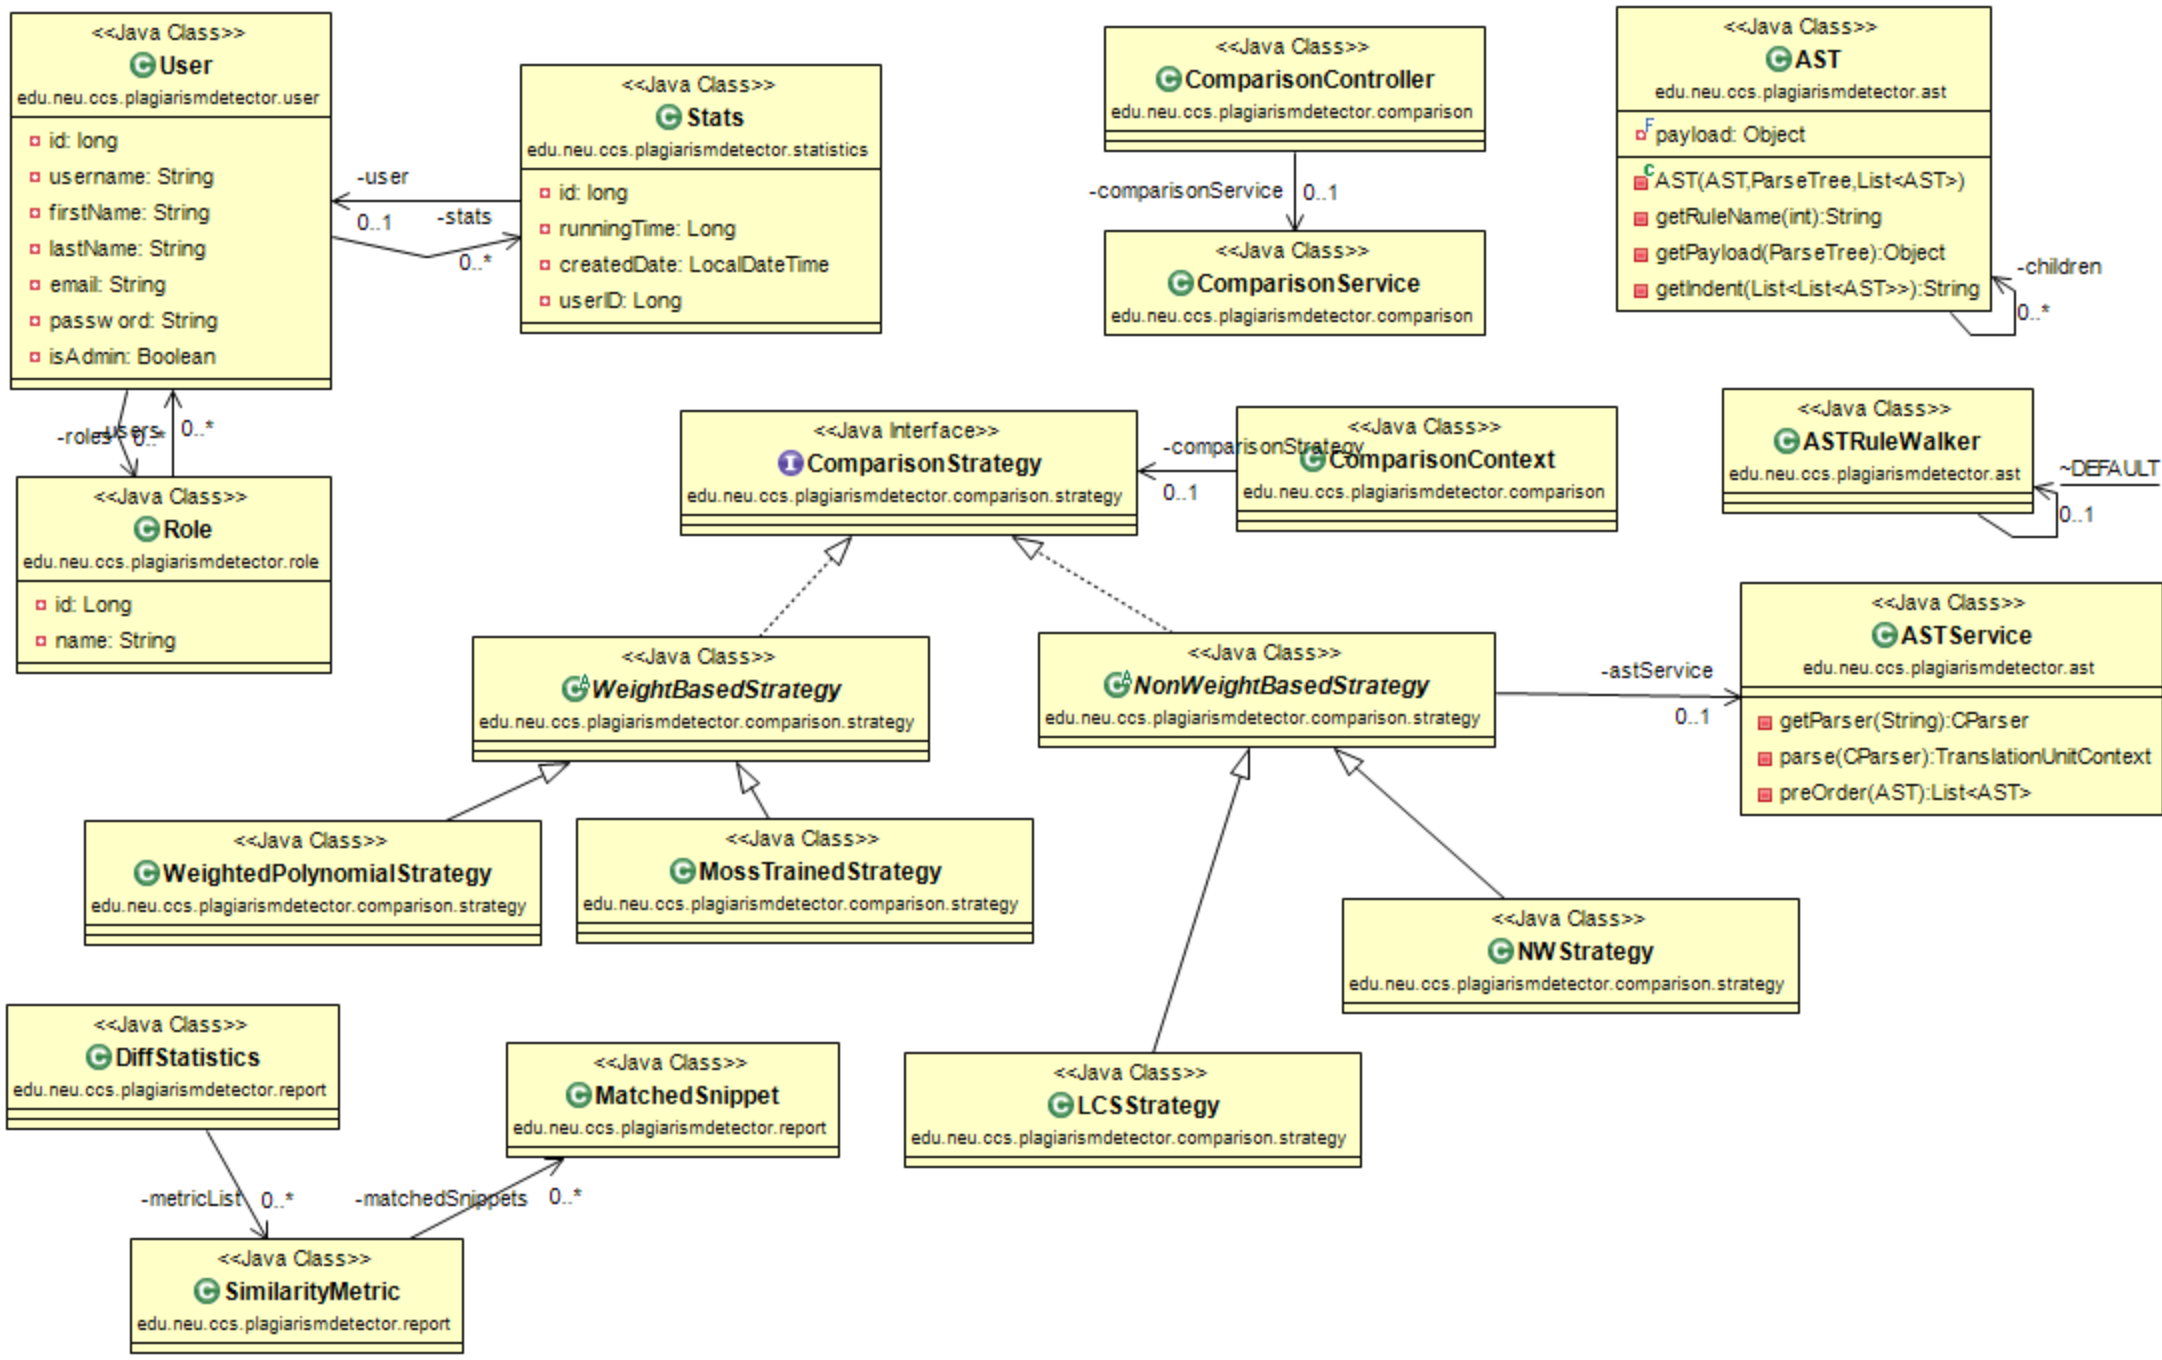 <<Java Class>>
User
edu.neu.ccs.plagiarismdetector.user
id: long
username: String
firstName: String
lastName: String
email: String
password: String
isAdmin: Boolean
-user
0..1
-stats
0..*
<<Java Class>>
Stats
edu.neu.ccs.plagiarismdetector.statistics
id: long
runningTime: Long
createdDate: LocalDateTime
userID: Long
<<Java Class>>
ComparisonController
edu.neu.ccs.plagiarismdetector.comparison
-comparisonService 0..1
<<Java Class>>
ComparisonService
edu.neu.ccs.plagiarismdetector.comparison
<<Java Class>>
AST
edu.neu.ccs.plagiarismdetector.ast
payload: Object
AST(AST,ParseTree,List<AST>)
getRuleName(int):String
getPayload(ParseTree):Object
getIndent(List<List<AST>>):String
-children
0..*
-roles 0..*
-users 0..*
<<Java Class>>
Role
edu.neu.ccs.plagiarismdetector.role
id: Long
name: String
<<Java Interface>>
ComparisonStrategy
edu.neu.ccs.plagiarismdetector.comparison.strategy
-comparisonStrategy
0..1
<<Java Class>>
ComparisonContext
edu.neu.ccs.plagiarismdetector.comparison
<<Java Class>>
ASTRuleWalker
edu.neu.ccs.plagiarismdetector.ast
~DEFAULT
0..1
<<Java Class>>
WeightBasedStrategy
edu.neu.ccs.plagiarismdetector.comparison.strategy
<<Java Class>>
NonWeightBasedStrategy
edu.neu.ccs.plagiarismdetector.comparison.strategy
-astService
0..1
<<Java Class>>
ASTService
edu.neu.ccs.plagiarismdetector.ast
getParser(String):CParser
parse(CParser):TranslationUnitContext
preOrder(AST):List<AST>
<<Java Class>>
WeightedPolynomialStrategy
edu.neu.ccs.plagiarismdetector.comparison.strategy
<<Java Class>>
MossTrainedStrategy
edu.neu.ccs.plagiarismdetector.comparison.strategy
<<Java Class>>
NWStrategy
edu.neu.ccs.plagiarismdetector.comparison.strategy
<<Java Class>>
LCSStrategy
edu.neu.ccs.plagiarismdetector.comparison.strategy
<<Java Class>>
DiffStatistics
edu.neu.ccs.plagiarismdetector.report
<<Java Class>>
MatchedSnippet
edu.neu.ccs.plagiarismdetector.report
-metricList 0..*
-matchedSnippets 0..*
<<Java Class>>
SimilarityMetric
edu.neu.ccs.plagiarismdetector.report